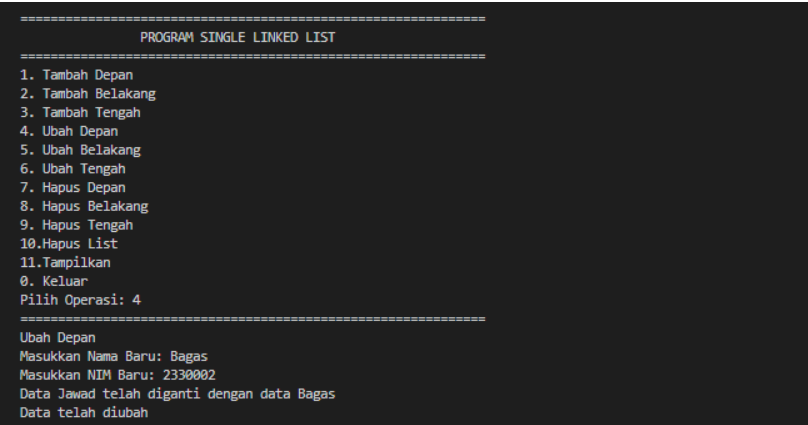 ==============================================================
PROGRAM SINGLE LINKED LIST
==============================================================
1. Tambah Depan
2. Tambah Belakang
3. Tambah Tengah
4. Ubah Depan
5. Ubah Belakang
6. Ubah Tengah
7. Hapus Depan
8. Hapus Belakang
9. Hapus Tengah
10.Hapus List
11.Tampilkan
0. Keluar
Pilih Operasi: 4
==============================================================
Ubah Depan
Masukkan Nama Baru: Bagas
Masukkan NIM Baru: 2330002
Data Jawad telah diganti dengan data Bagas
Data telah diubah